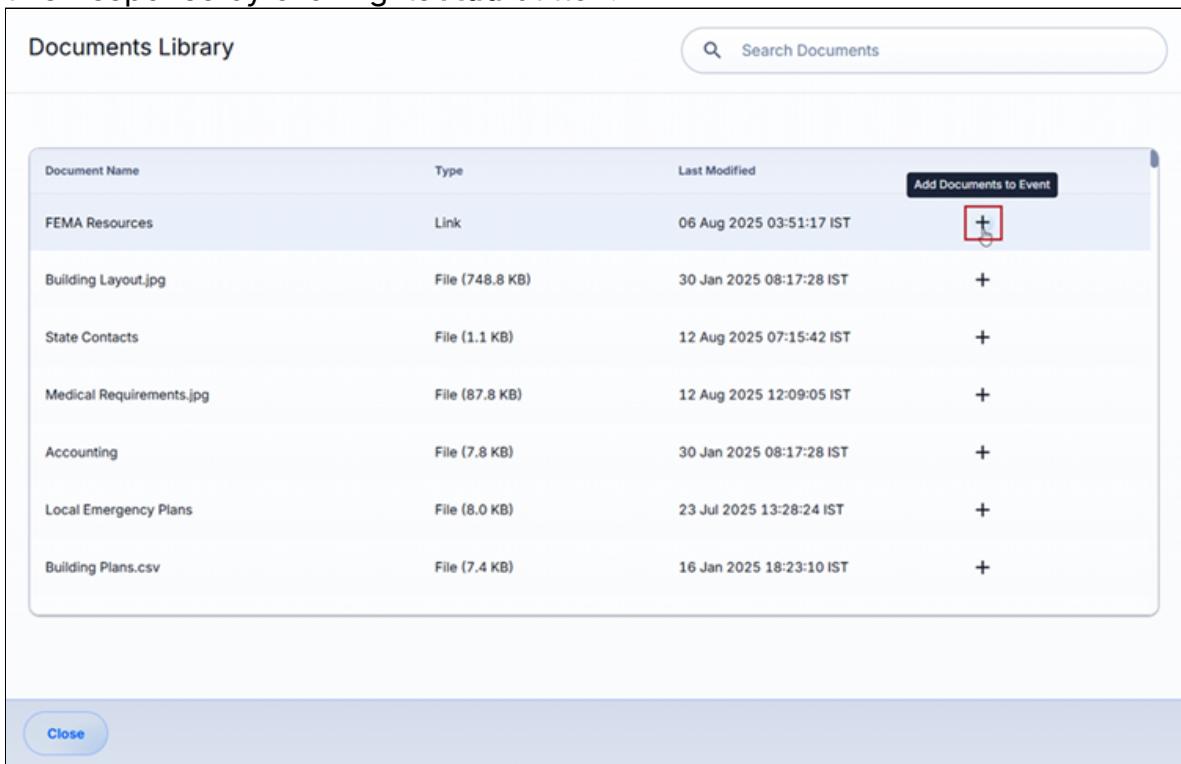 Documents Library
Search Documents
Document Name Type Last Modified
Add Documents to Event
FEMA Resources Link 06 Aug 2025 03:51:17 IST +
Building Layout.jpg File (748.8 KB) 30 Jan 2025 08:17:28 IST +
State Contacts File (1.1 KB) 12 Aug 2025 07:15:42 IST +
Medical Requirements.jpg File (87.8 KB) 12 Aug 2025 12:09:05 IST +
Accounting File (7.8 KB) 30 Jan 2025 08:17:28 IST +
Local Emergency Plans File (8.0 KB) 23 Jul 2025 13:28:24 IST +
Building Plans.csv File (7.4 KB) 16 Jan 2025 18:23:10 IST +
Close